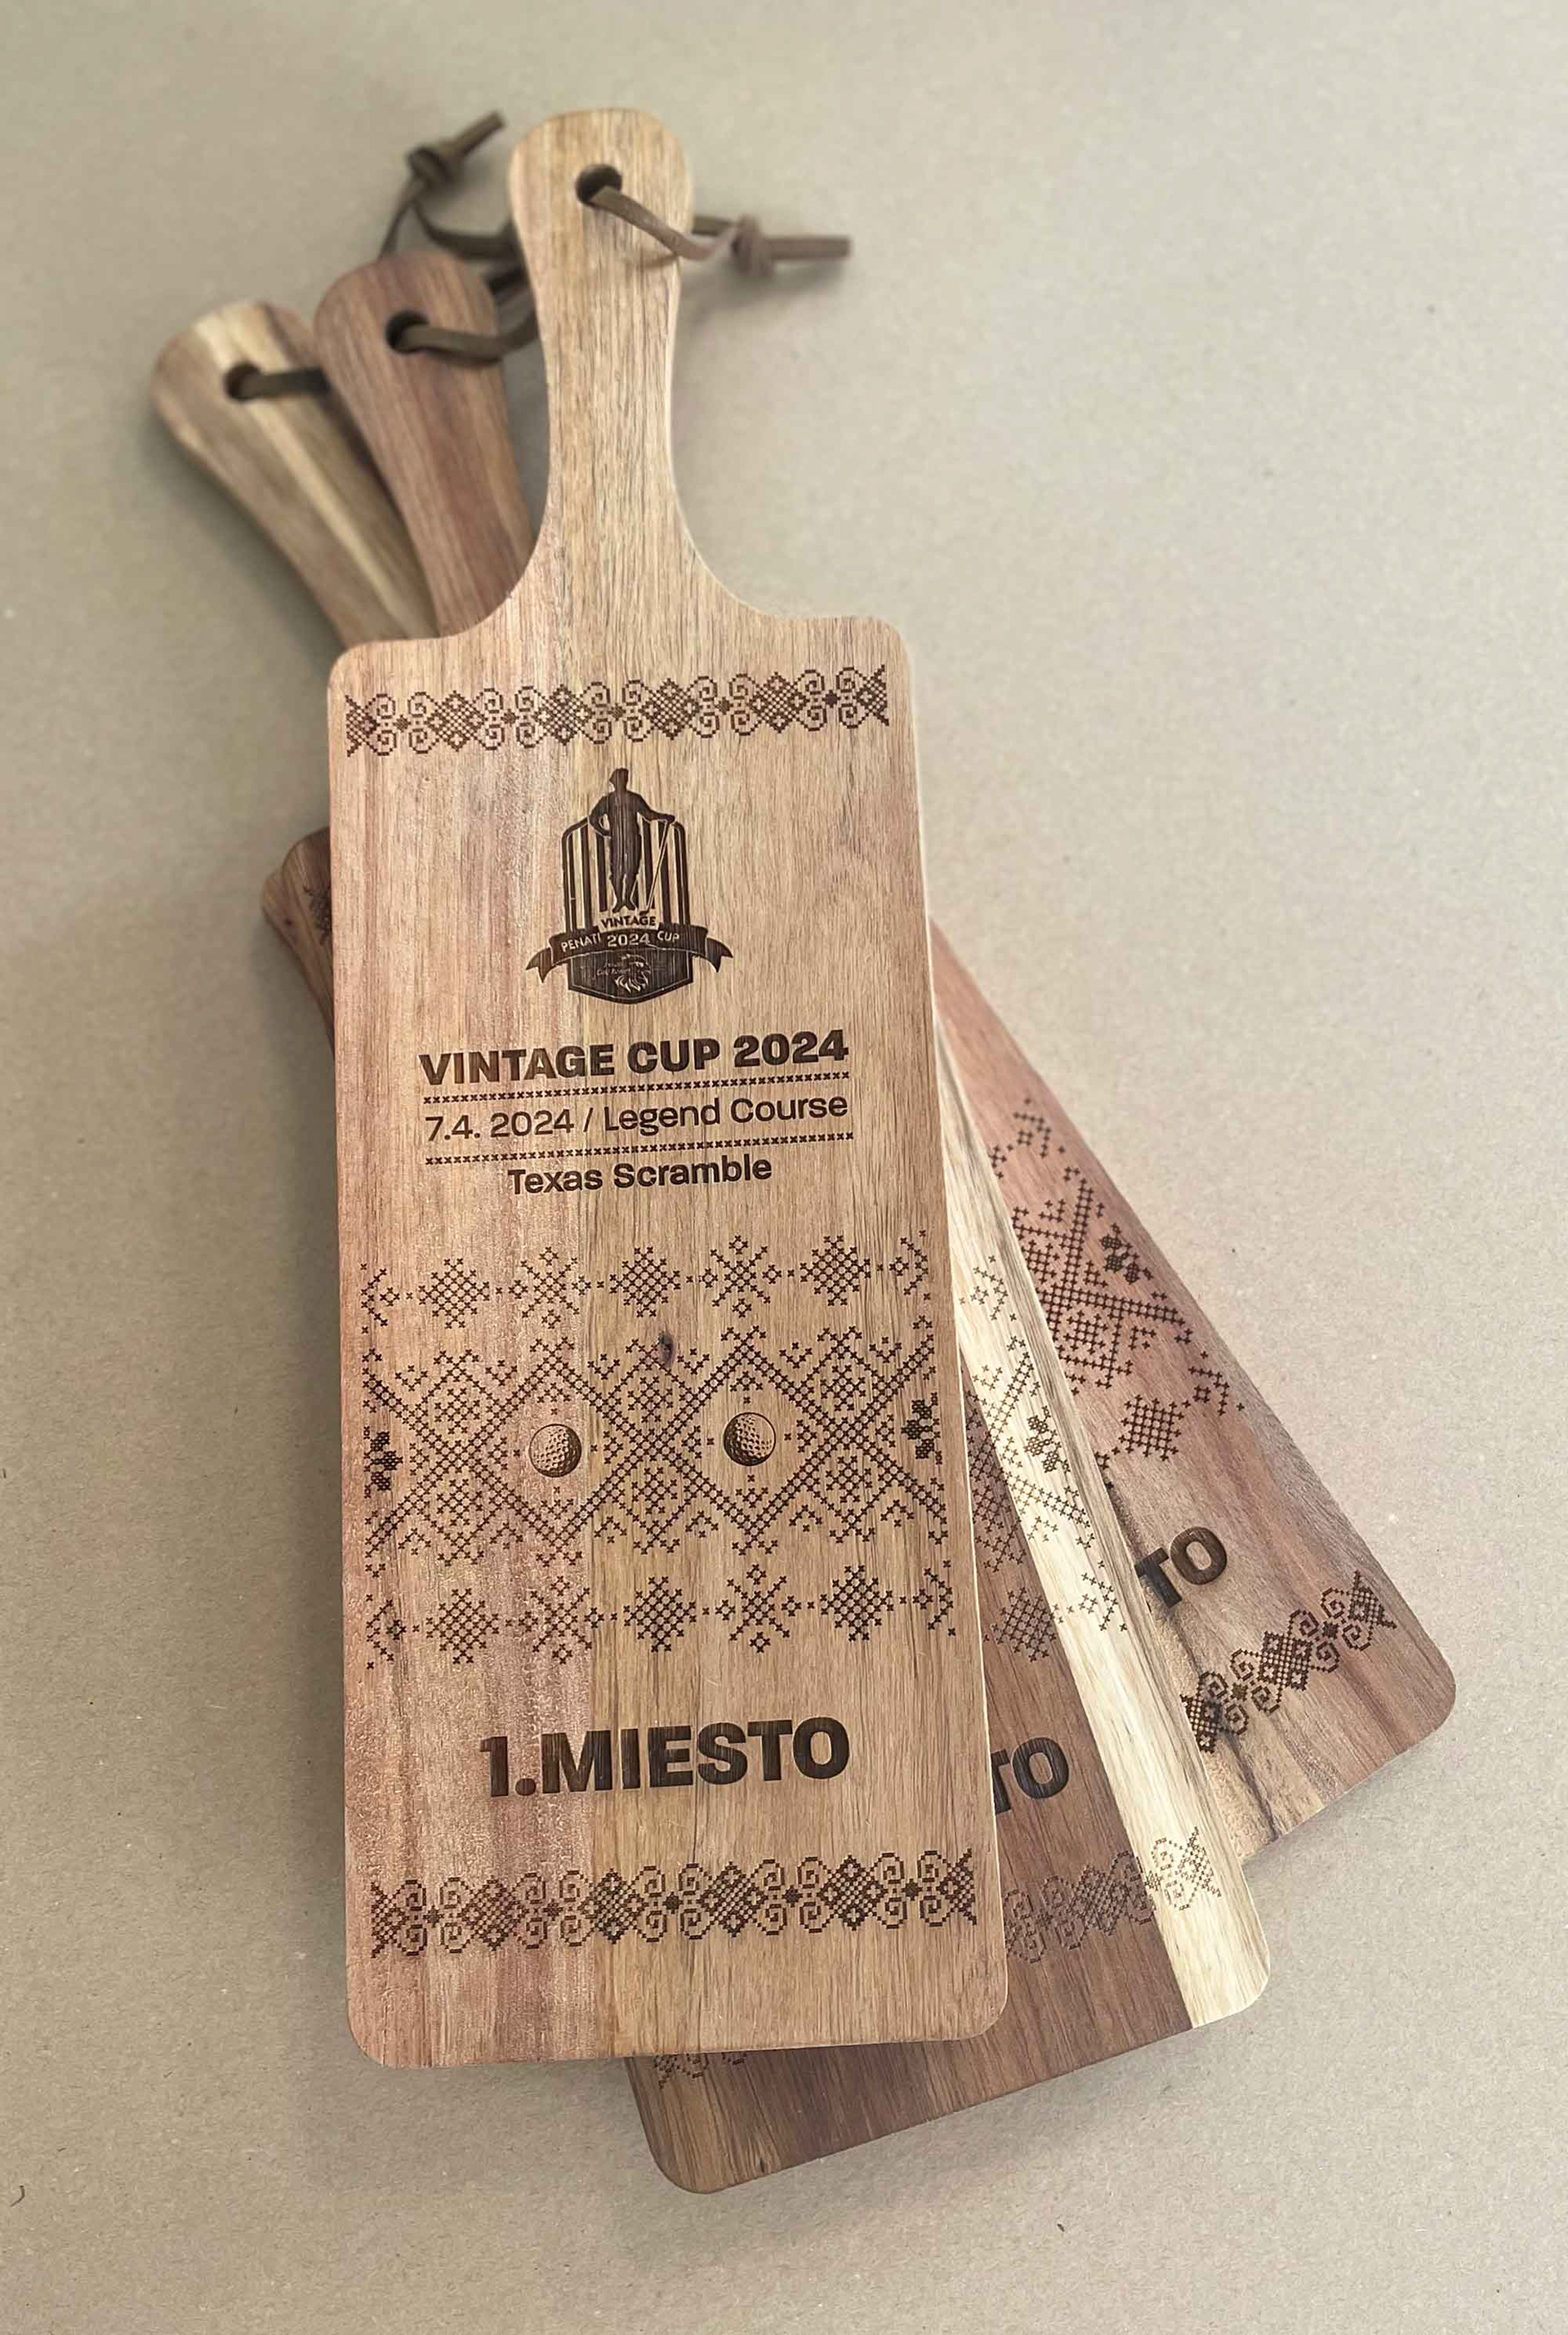 VINTAGE
PENATI 2024 CUP
VINTAGE CUP 2024
7.4. 2024 / Legend Course
Texas Scramble
1.MIESTO
TO
TO